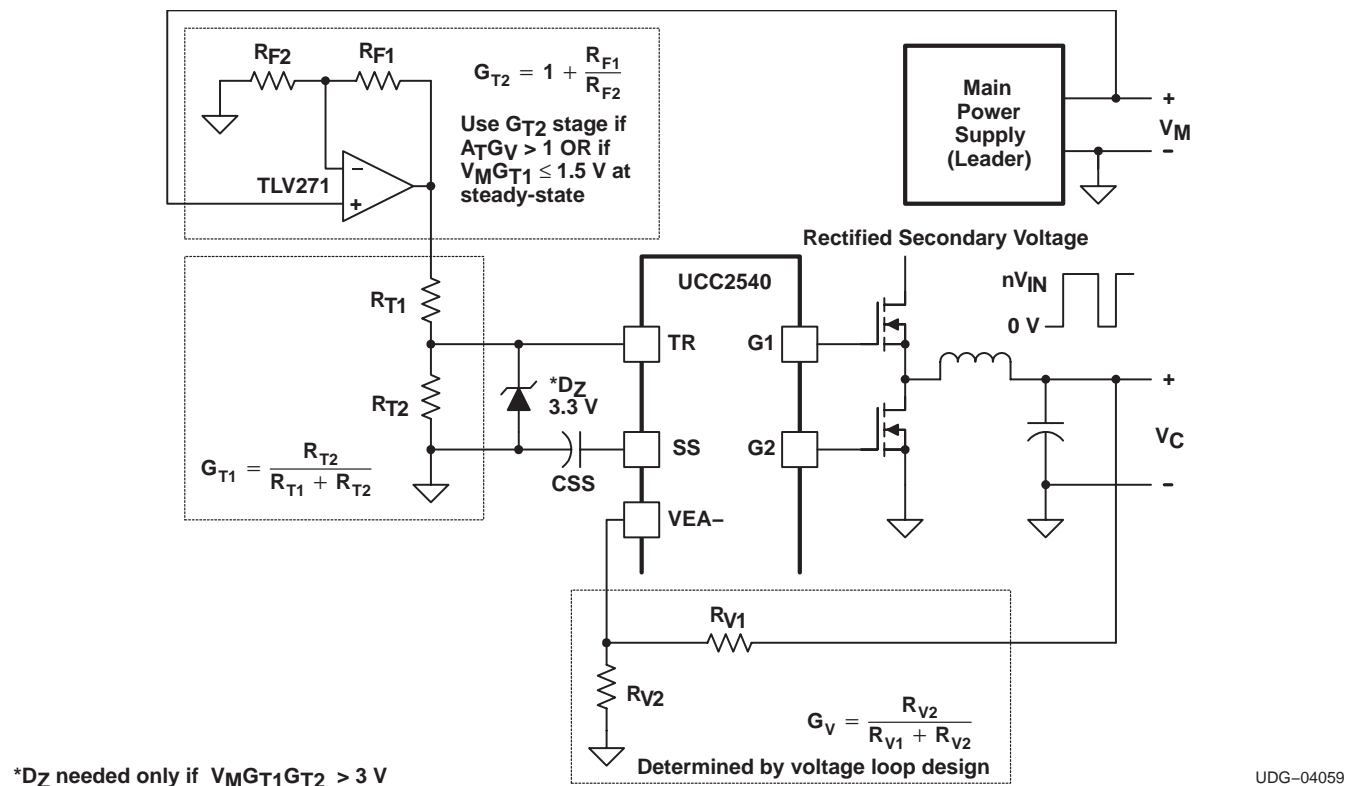 RF2
RF1
GT2 = 1 + RF1 / RF2
Use GT2 stage if
ATGV > 1 OR if
VMGT1 ≤ 1.5 V at
steady-state
−
+
TLV271
Main
Power
Supply
(Leader)
+
VM
−
Rectified Secondary Voltage
nVIN
0 V
RT1
RT2
GT1 = RT2 / RT1 + RT2
*DZ
3.3 V
CSS
UCC2540
TR
SS
VEA−
G1
G2
+
VC
−
RV1
RV2
GV = RV2 / RV1 + RV2
Determined by voltage loop design
*DZ needed only if VMGT1GT2 > 3 V
UDG−04059